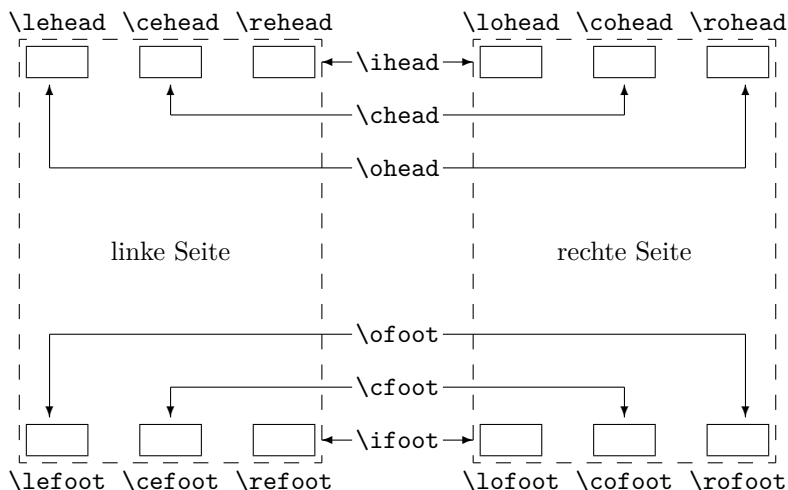 \lehead \cehead \rehead \lohead \cohead \rohead
\ihead
\chead
\ohead
linke Seite rechte Seite
\ofoot
\cfoot
\ifoot
\lefoot \cefoot \refoot \lofoot \cofoot \rofoot